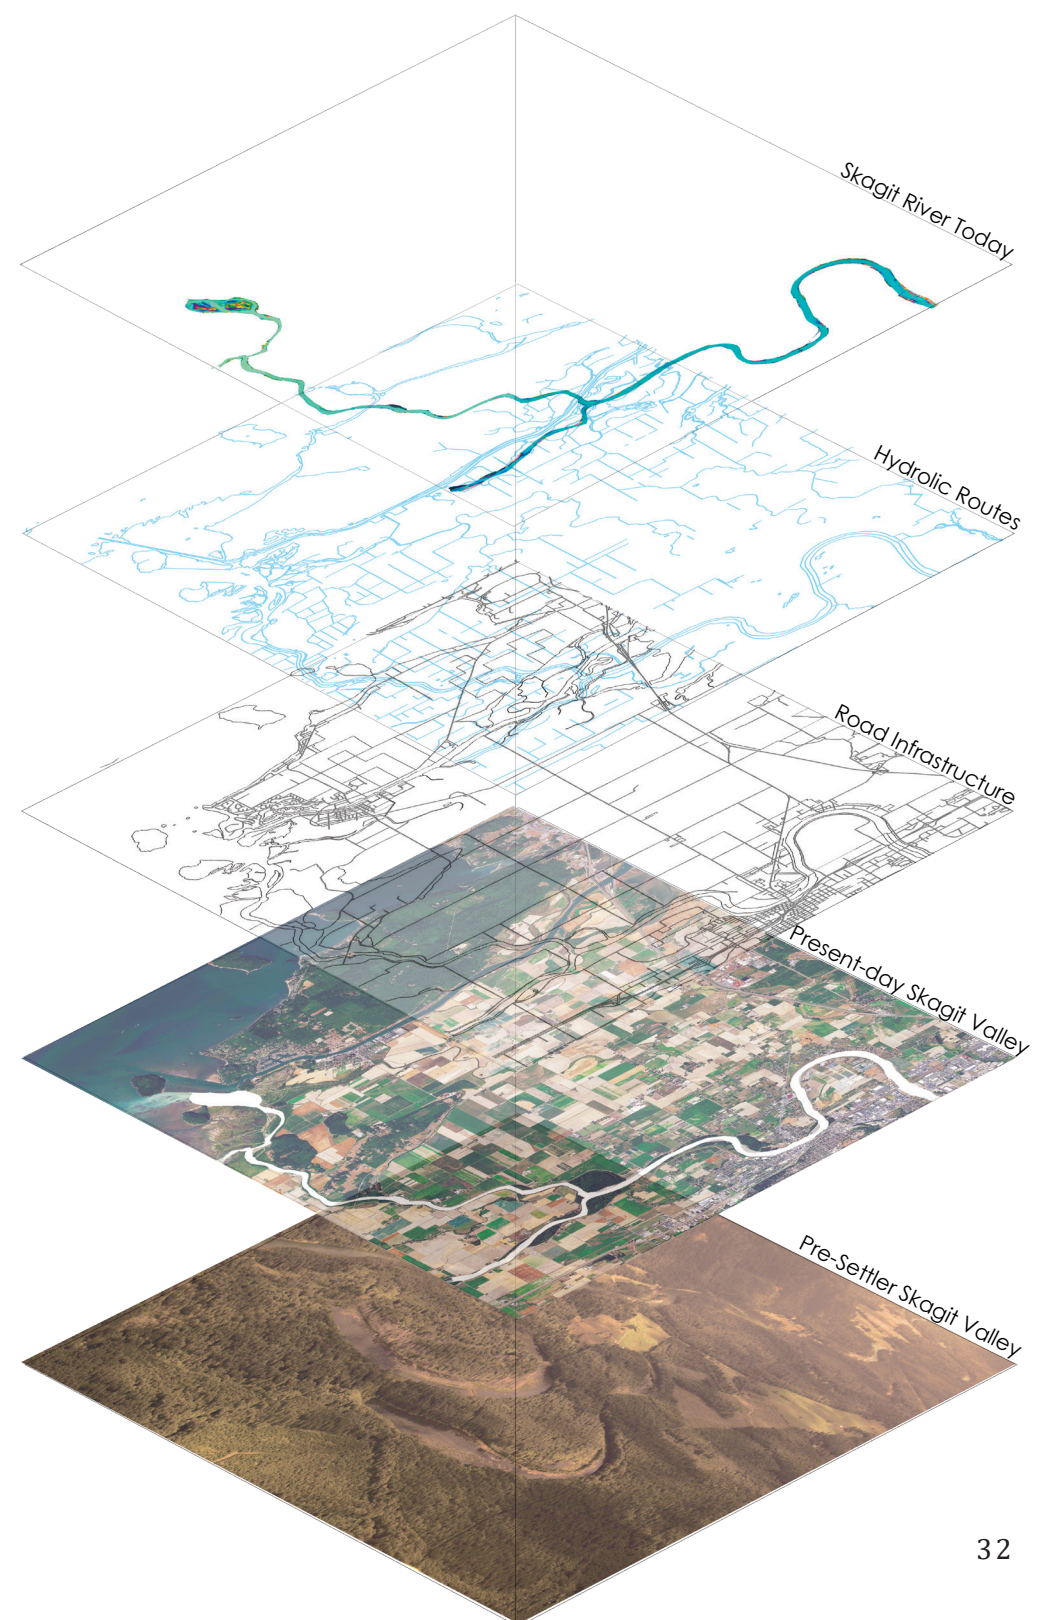 Skagit River Today
Hydrolic Routes
Road Infrastructure
Present-day Skagit Valley
Pre-Settler Skagit Valley
32